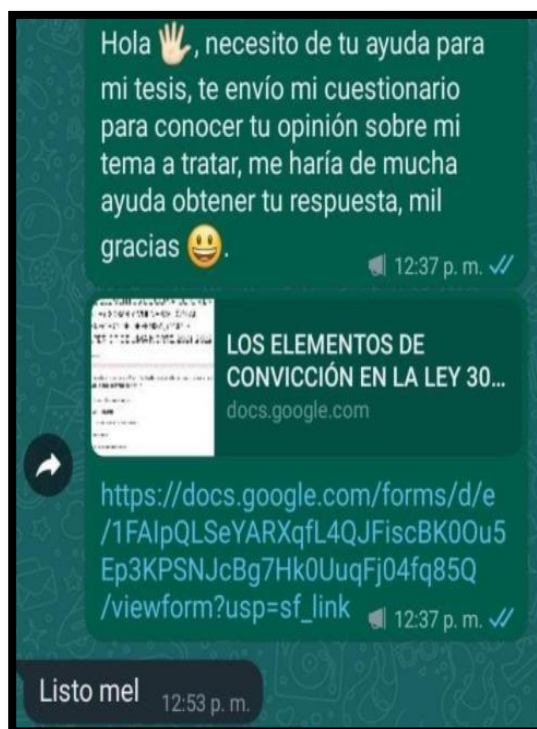 Hola 🖐🏻, necesito de tu ayuda para
mi tesis, te envío mi cuestionario
para conocer tu opinión sobre mi
tema a tratar, me haría de mucha
ayuda obtener tu respuesta, mil
gracias 😃.
12:37 p. m.
LOS ELEMENTOS DE
CONVICCIÓN EN LA LEY 30...
docs.google.com
https://docs.google.com/forms/d/e
/1FAIpQLSeYARXqfL4QJFiscBK0Ou5
Ep3KPSNJcBg7Hk0UuqFj04fq85Q
/viewform?usp=sf_link
12:37 p. m.
Listo mel
12:53 p. m.